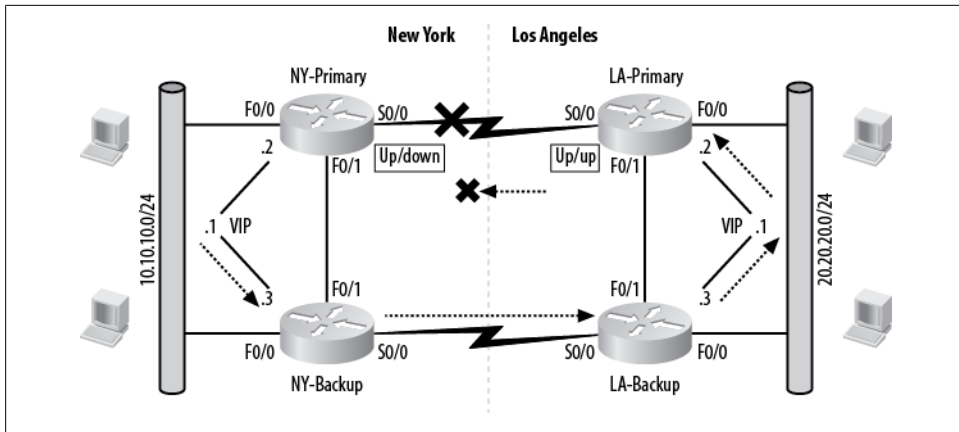 New York
Los Angeles
NY-Primary
LA-Primary
F0/0
S0/0
S0/0
F0/0
.2
Up/down
Up/up
.2
F0/1
F0/1
10.10.10.0/24
.1
VIP
VIP
.1
20.20.20.0/24
.3
F0/1
F0/1
.3
F0/0
S0/0
S0/0
F0/0
NY-Backup
LA-Backup